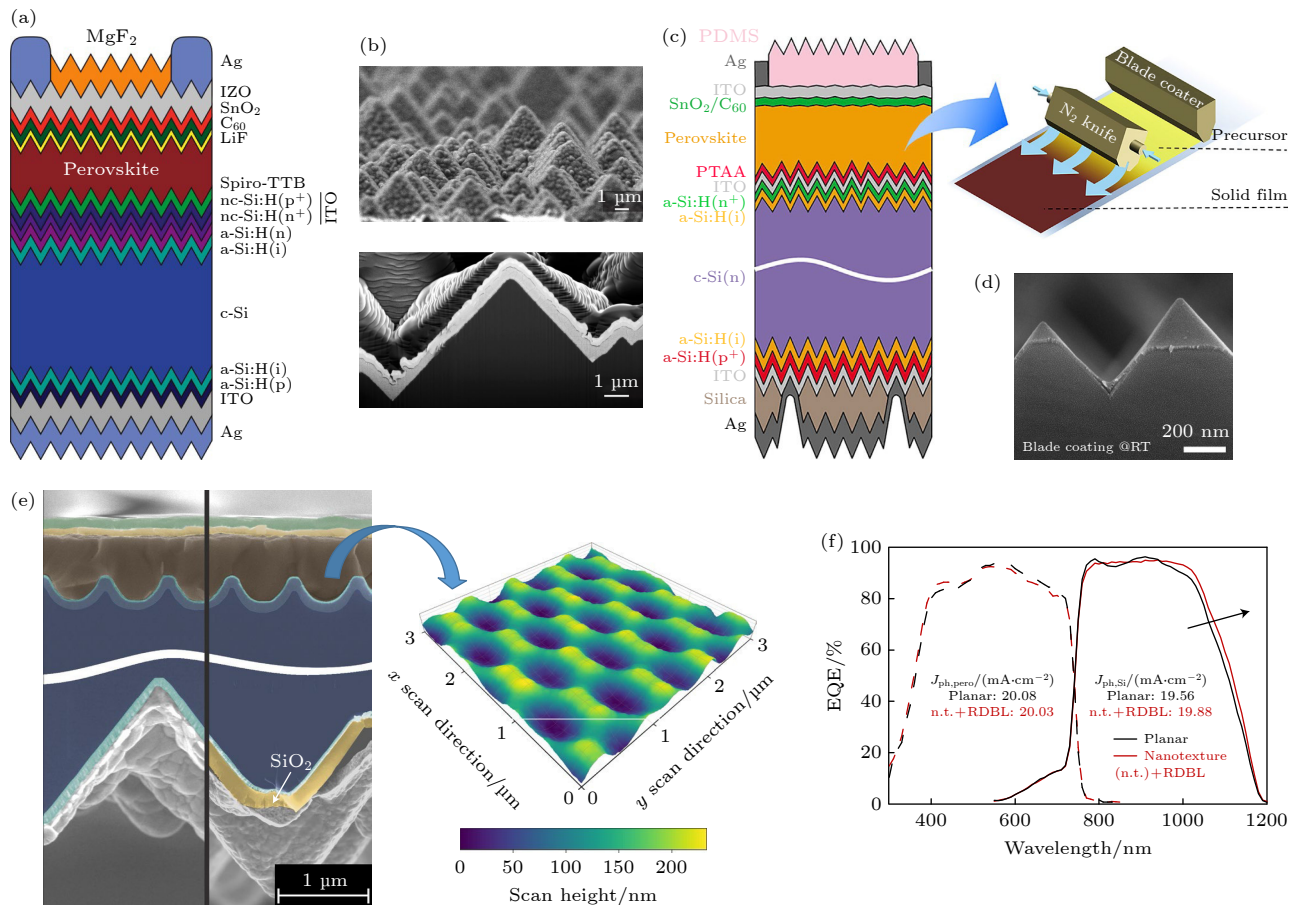 (a)
MgF₂
Ag
IZO
SnO₂
C₆₀
LiF
Perovskite
Spiro-TTB
nc-Si:H(p⁺)
nc-Si:H(n⁺)
ITO
a-Si:H(n)
a-Si:H(i)
c-Si
a-Si:H(i)
a-Si:H(p)
ITO
Ag
(b)
1 μm
1 μm
(c)
PDMS
Ag
ITO
SnO₂/C₆₀
Perovskite
PTAA
ITO
a-Si:H(n⁺)
a-Si:H(i)
c-Si(n)
a-Si:H(i)
a-Si:H(p⁺)
ITO
Silica
Ag
Blade coater
N₂ knife
Precursor
Solid film
(d)
200 nm
Blade coating @RT
(e)
SiO₂
1 μm
3
2
1
0
x scan direction/μm
0
1
2
3
y scan direction/μm
0 50 100 150 200
Scan height/nm
(f)
100
80
60
40
20
0
EQE/%
Jph,pero/(mA·cm⁻²)
Planar: 20.08
n.t.+RDBL: 20.03
Jph,Si/(mA·cm⁻²)
Planar: 19.56
n.t.+RDBL: 19.88
Planar
Nanotexture
(n.t.)+RDBL
400 600 800 1000 1200
Wavelength/nm